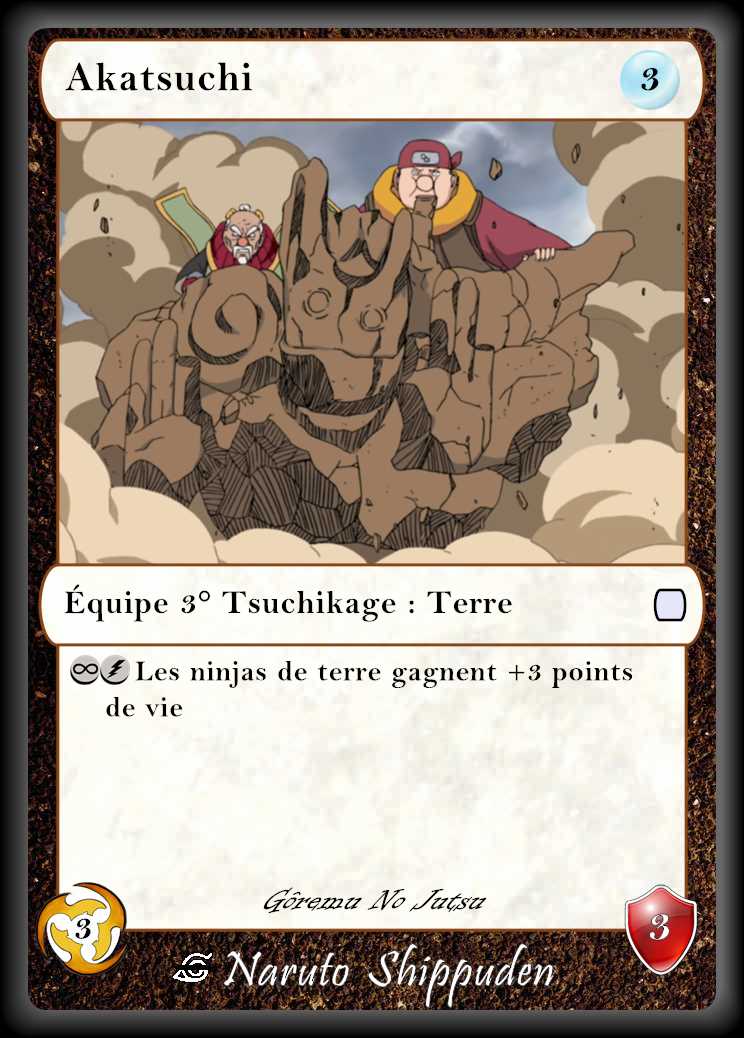 Akatsuchi
3
Équipe 3° Tsuchikage : Terre
Les ninjas de terre gagnent +3 points
de vie
Gôremu No Jutsu
3
3
Naruto Shippuden